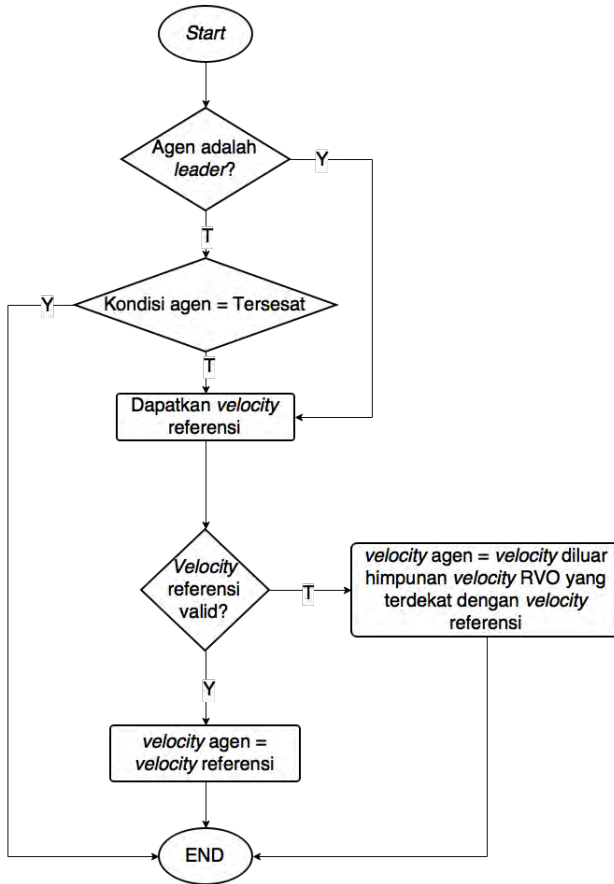 Start
Agen adalah
leader?
Y
T
Y
Kondisi agen = Tersesat
T
Dapatkan velocity
referensi
Velocity
referensi
valid?
T
velocity agen = velocity diluar
himpunan velocity RVO yang
terdekat dengan velocity
referensi
Y
velocity agen =
velocity referensi
END